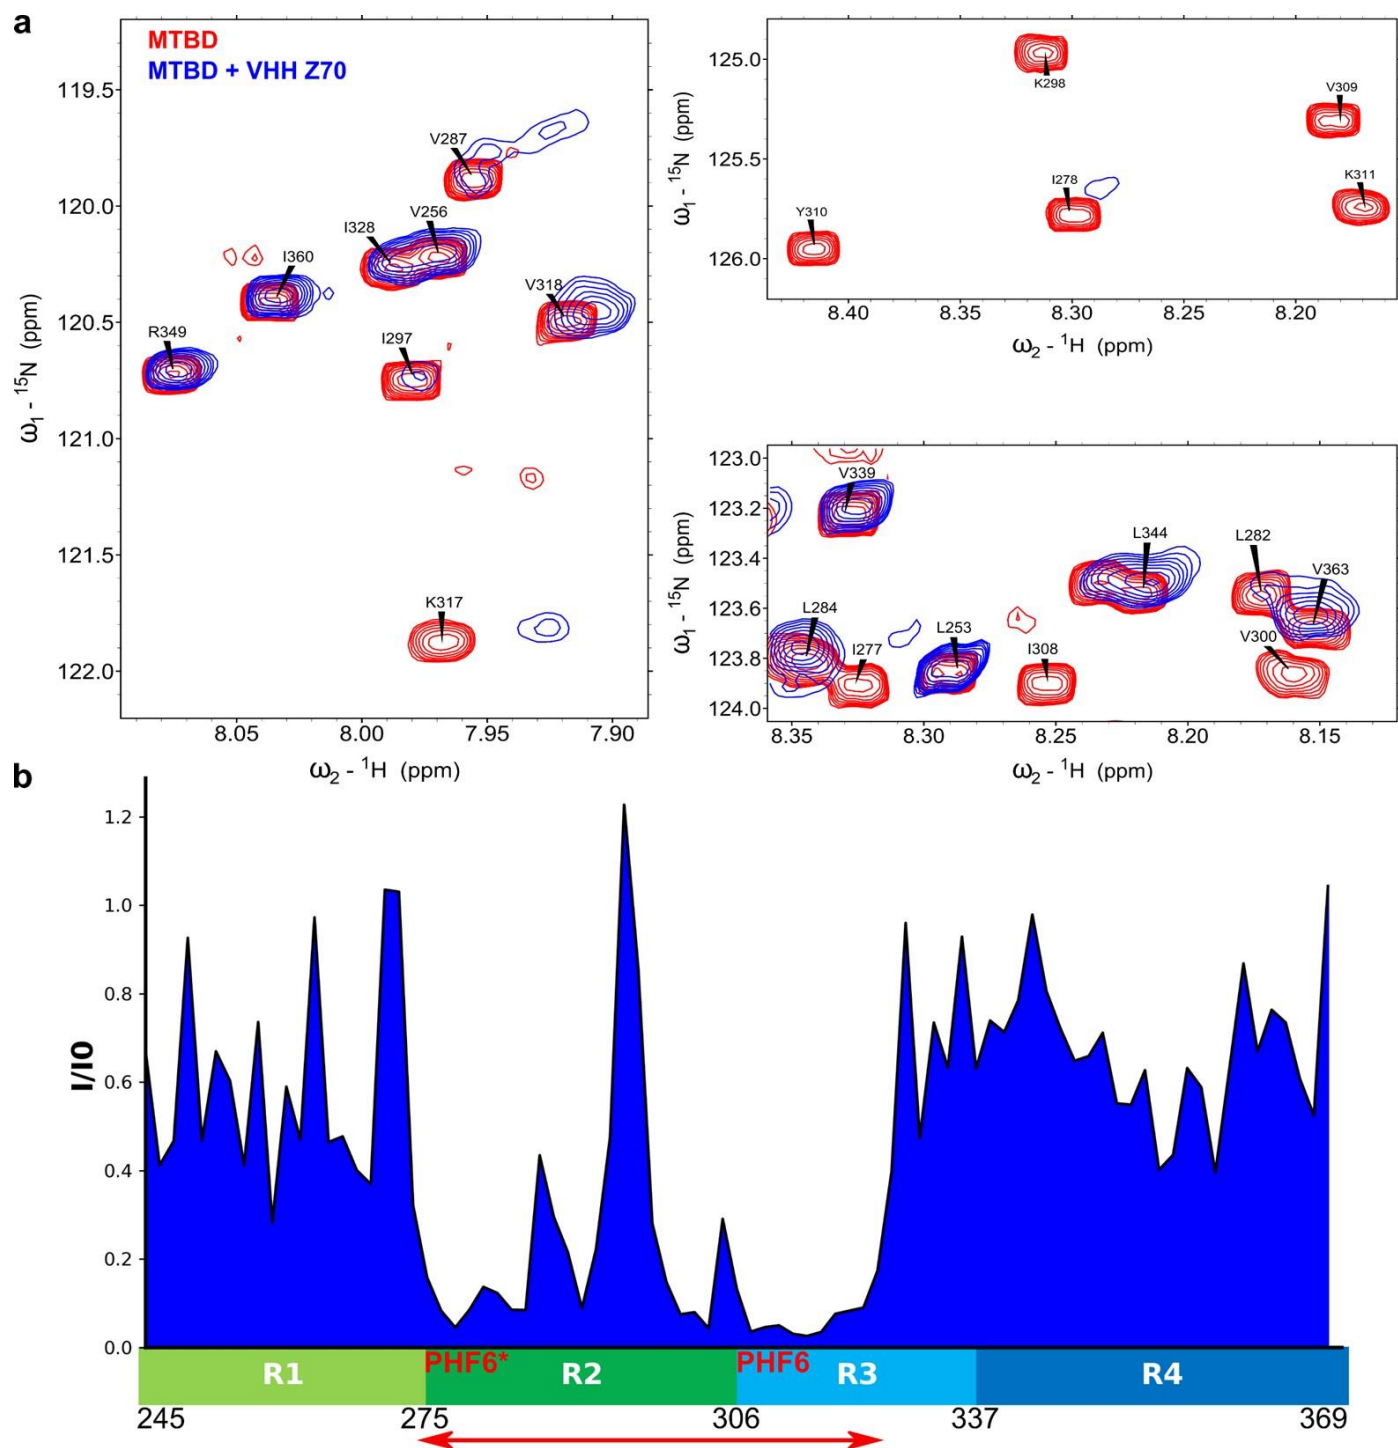 a
MTBD
MTBD + VHH Z70
119.5
120.0
120.5
121.0
121.5
122.0
ω1 - 15N (ppm)
V287
V256
I328
I360
V318
R349
I297
K317
8.05
8.00
7.95
7.90
ω2 - 1H (ppm)
125.0
125.5
126.0
ω1 - 15N (ppm)
K298
V309
I278
K311
Y310
8.40
8.35
8.30
8.25
8.20
ω2 - 1H (ppm)
123.0
123.2
123.4
123.6
123.8
124.0
ω1 - 15N (ppm)
V339
L344
L282
V363
L284
L253
I277
I308
V300
8.35
8.30
8.25
8.20
8.15
ω2 - 1H (ppm)
b
1.2
1.0
0.8
0.6
0.4
0.2
0.0
I/I0
PHF6*
PHF6
R1
R2
R3
R4
245
275
306
337
369